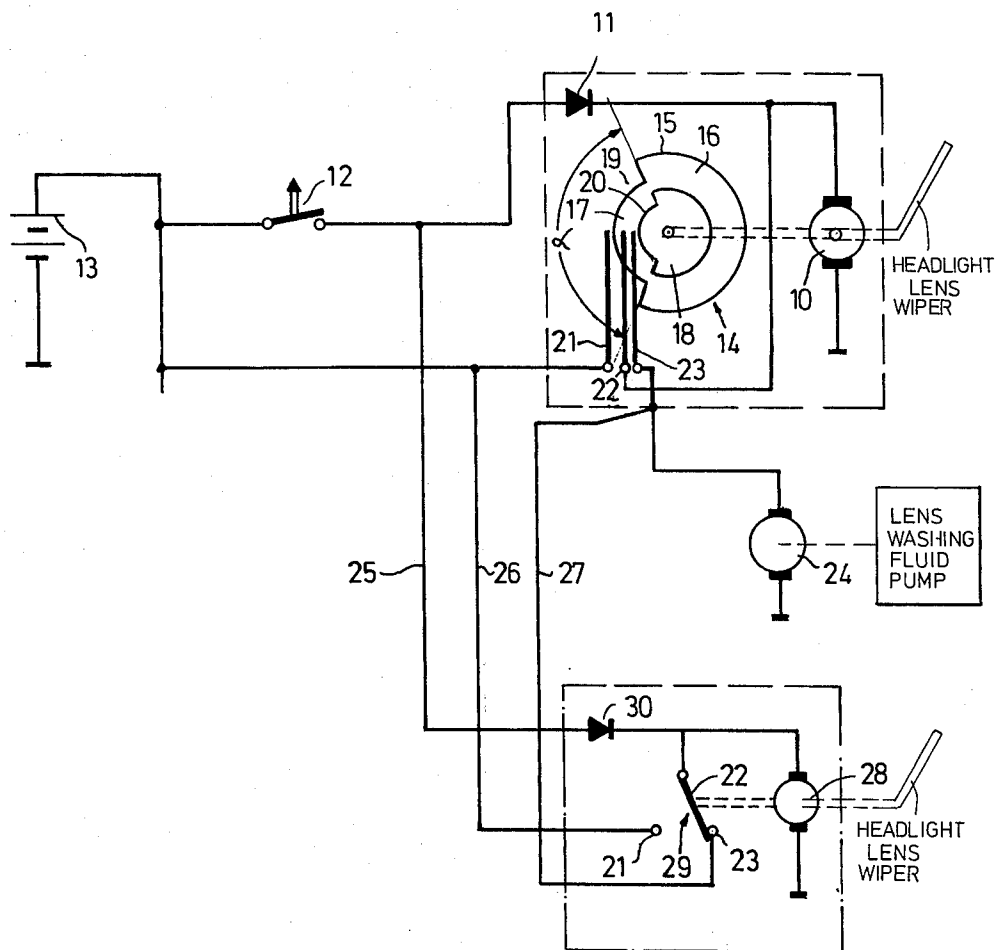 11
15
16
12
19
20
17
α
13
HEADLIGHT
LENS
WIPER
10
18
14
21
22
23
LENS
WASHING
FLUID
PUMP
24
25
26
27
30
22
28
21
29
23
HEADLIGHT
LENS
WIPER